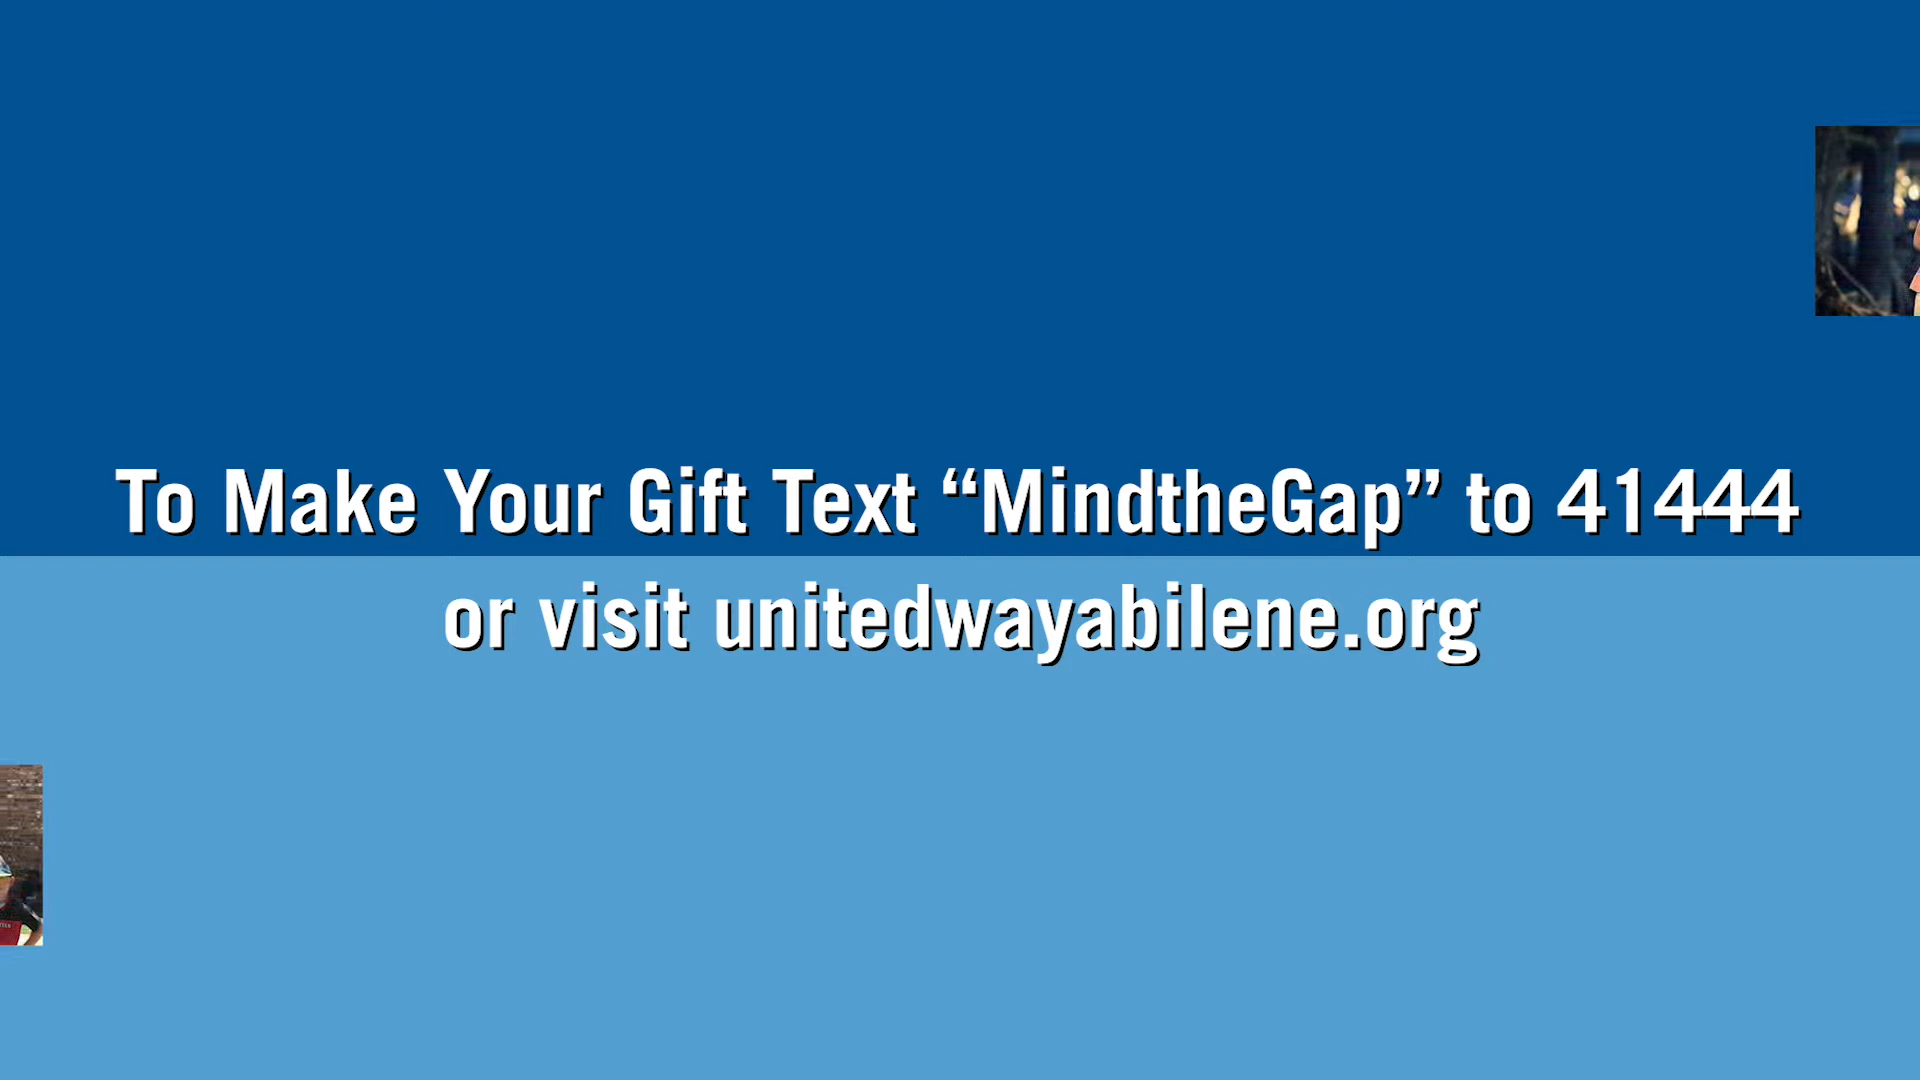 To Make Your Gift Text “MindtheGap” to 41444
or visit unitedwayabilene.org